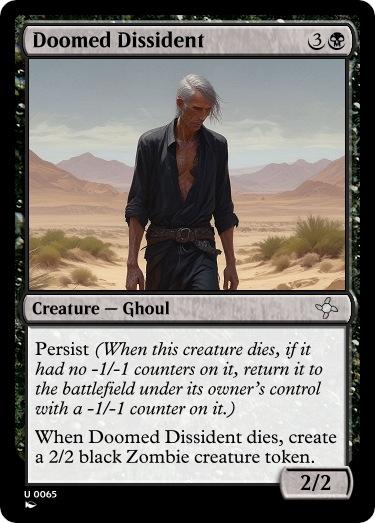 Doomed Dissident 3
Creature — Ghoul
Persist (When this creature dies, if it
had no -1/-1 counters on it, return it to
the battlefield under its owner's control
with a -1/-1 counter on it.)
When Doomed Dissident dies, create
a 2/2 black Zombie creature token.
2/2
U 0065